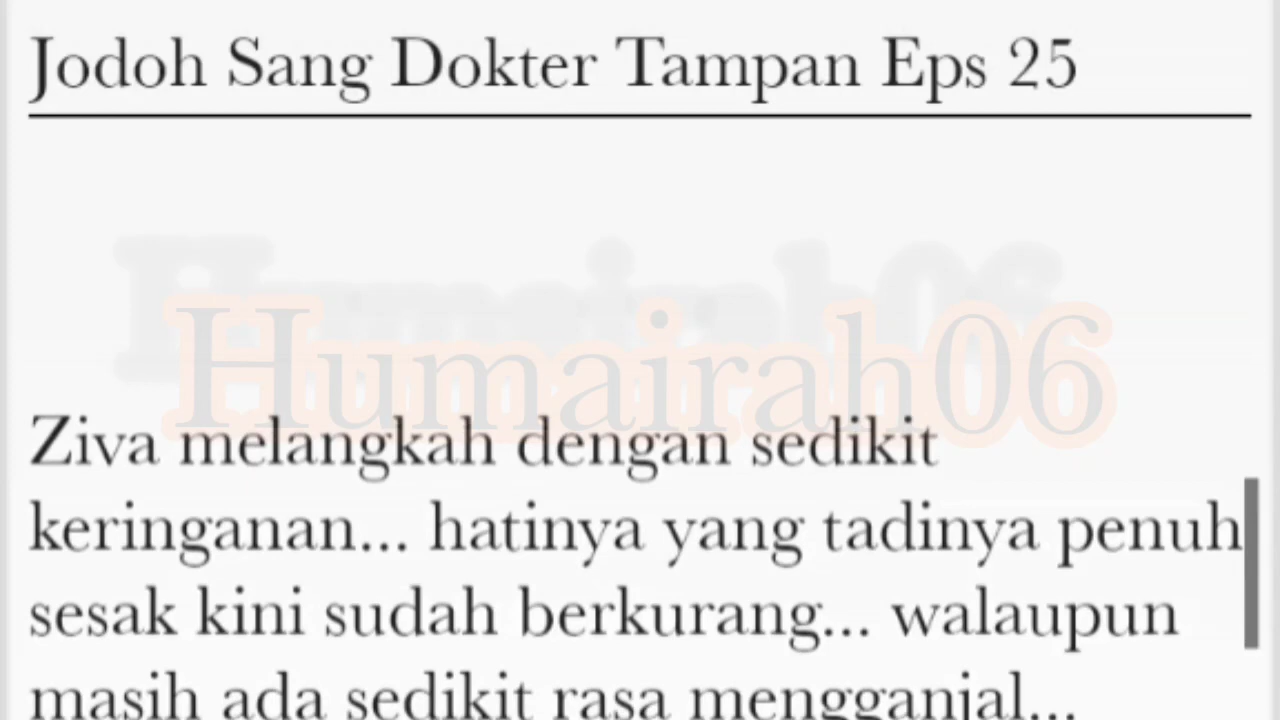 Jodoh Sang Dokter Tampan Eps 25
Humairah06
Humairah06
Ziva melangkah dengan sedikit
keringanan... hatinya yang tadinya penuh
sesak kini sudah berkurang... walaupun
masih ada sedikit rasa mengganjal...